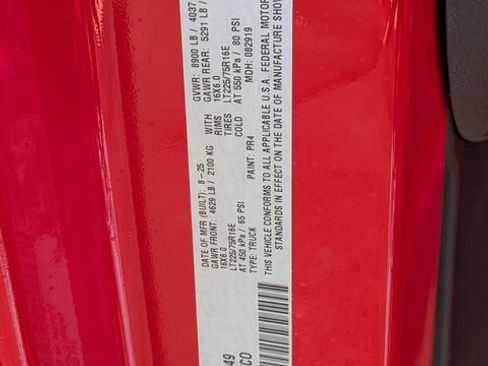 DATE OF MFR (BUILT): 8-25 GVWR: 8900 LB / 4037
GAWR FRONT: 4629 LB / 2100 KG WITH GAWR REAR: 5291 LB /
16X6.0 RIMS 16X6.0
LT225/75R16E TIRES LT225/75R16E
AT 450 kPa / 65 PSI COLD AT 550 kPa / 80 PSI
TYPE: TRUCK PAINT: PR4 MDH: 082919
THIS VEHICLE CONFORMS TO ALL APPLICABLE U.S.A. FEDERAL MOTOR
STANDARDS IN EFFECT ON THE DATE OF MANUFACTURE SHOW
49
CO